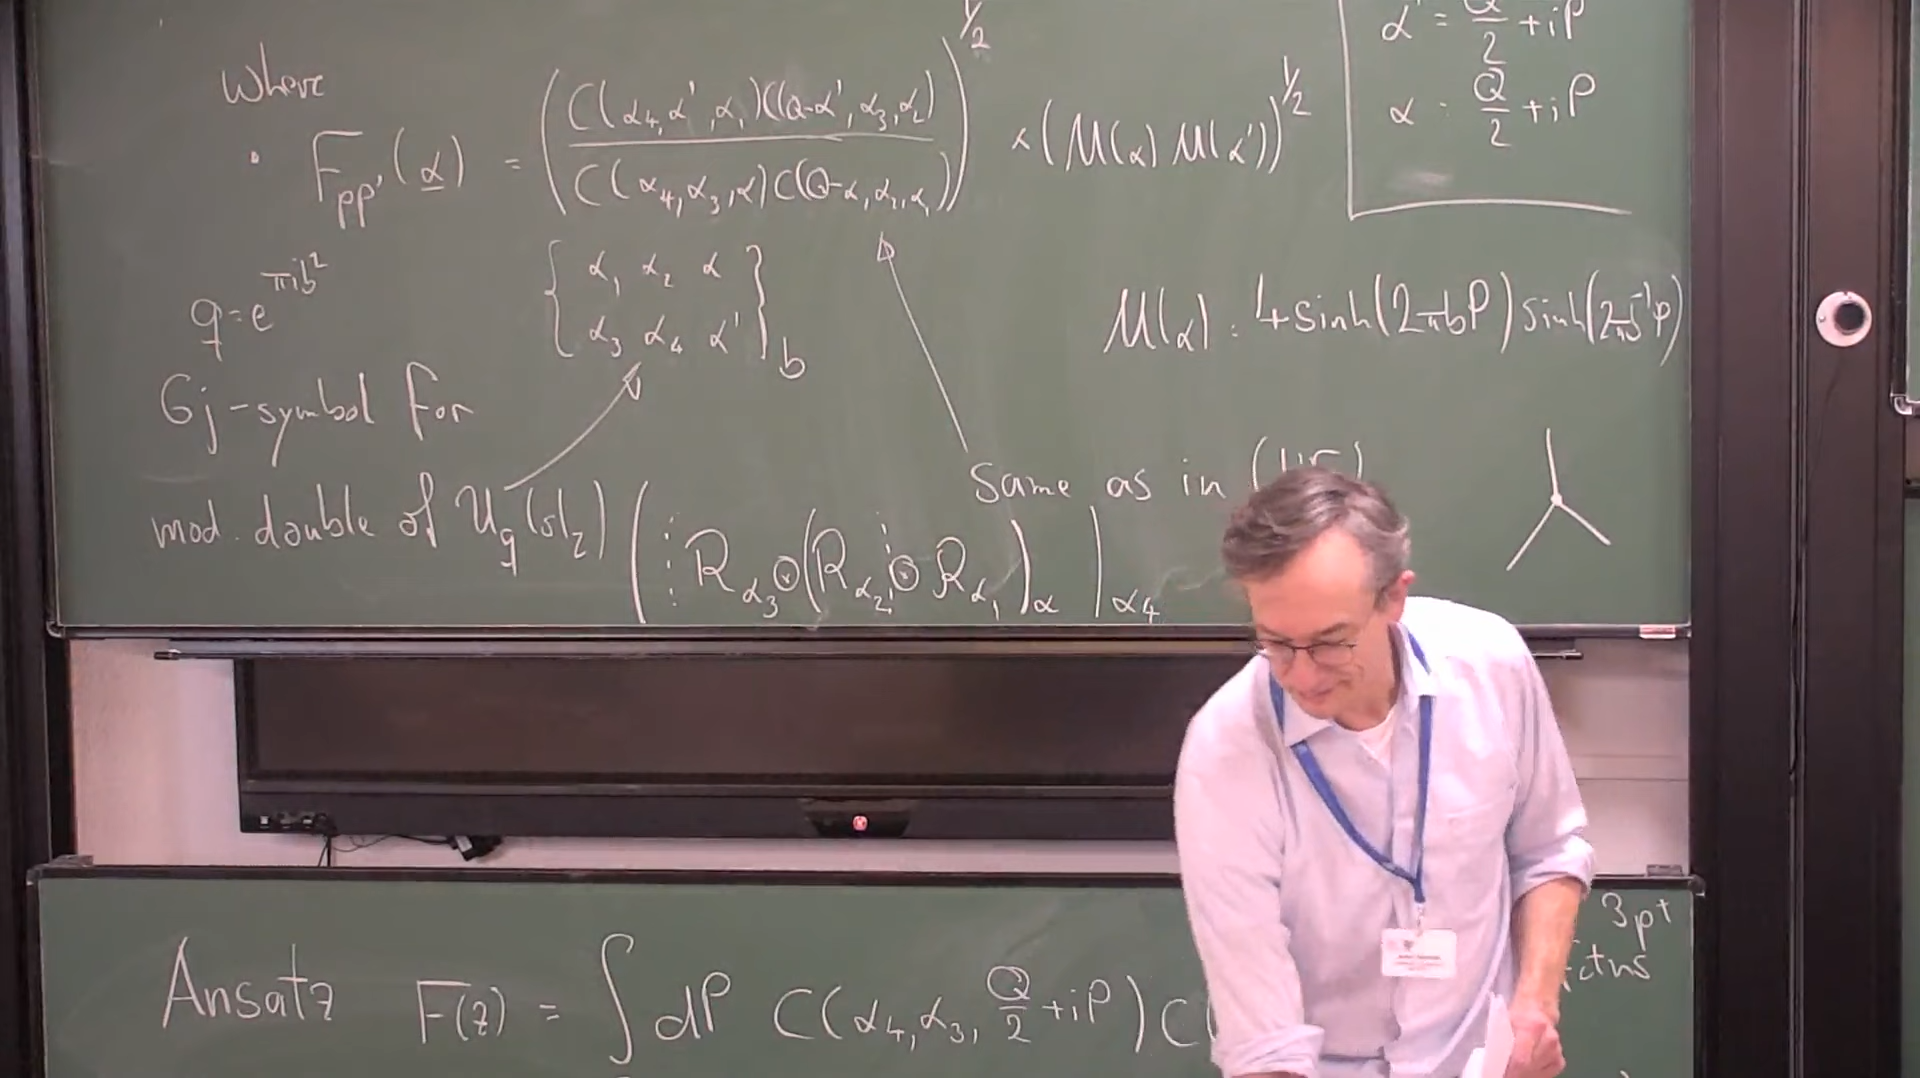 Where
• F_{PP'}(α) = ( C(α_4, α', α_1) C(Q-α', α_3, α_2) / C(α_4, α_3, α) C(Q-α, α_2, α_1) )^{1/2} × (M(α) M(α'))^{1/2}
α' = Q/2 + iP
α : Q/2 + iP
q = e^{πib^2}
{ α_1 α_2 α
α_3 α_4 α' }_b
M(α) : 4 sinh(2πbP) sinh(2πb^{-1}P)
6j-symbol for
mod. double of U_q(sl_2)
Same as in
( R_{α_3} ⊗ (R_{α_2} ⊗ R_{α_1})_α )_{α_4}
3pt
Ansatz F(z) = ∫ dP C(α_4, α_3, Q/2 + iP) C(